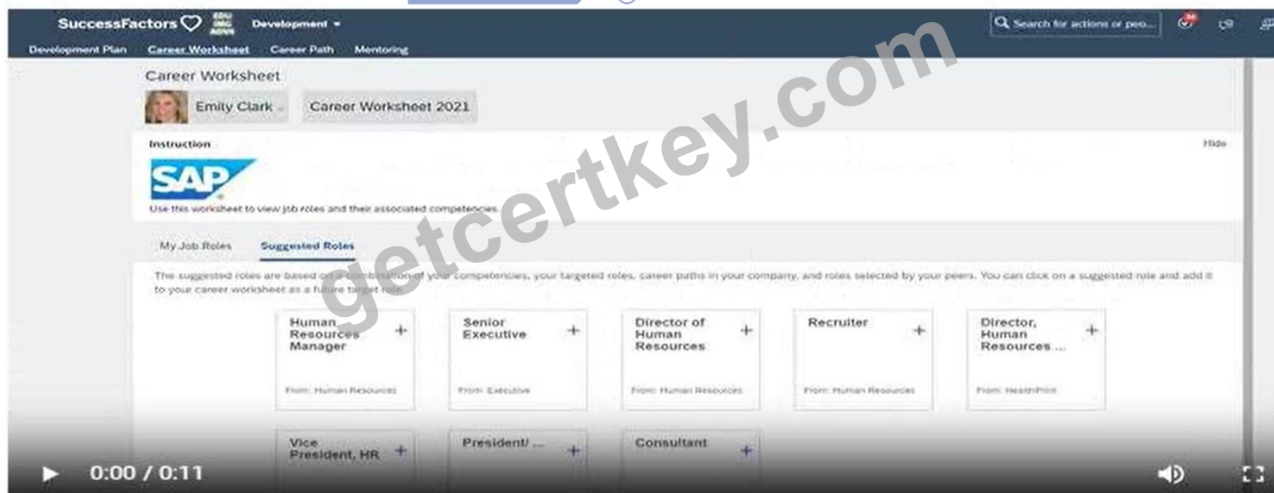 SuccessFactors Development
Search for actions or peo...
Development Plan Career Worksheet Career Path Mentoring
Career Worksheet
Emily Clark Career Worksheet 2021
Instruction Hide
SAP
Use this worksheet to view job roles and their associated competencies.
My Job Roles Suggested Roles
The suggested roles are based on a combination of your competencies, your targeted roles, career paths in your company, and roles selected by your peers. You can click on a suggested role and add it
to your career worksheet as a future target role.
Human Resources Manager +
From: Human Resources
Senior Executive +
From: Executive
Director of Human Resources +
From: Human Resources
Recruiter +
From: Human Resources
Director, Human Resources ... +
From: HealthPoint
Vice President, HR +
President/ ... +
Consultant +
0:00 / 0:11
getcertkey.com